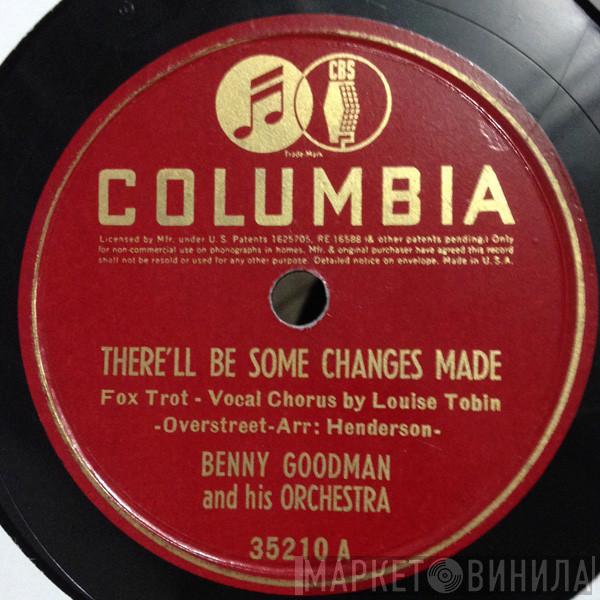 CBS
Trade-Mark
COLUMBIA
Licensed by Mfr. under U.S. Patents 1625705, RE-16588 (& other patents pending.) Only
for non-commercial use on phonographs in homes. Mfr. & original purchaser have agreed this record
shall not be resold or used for any other purpose. Detailed notice on envelope. Made in U.S.A.
THERE'LL BE SOME CHANGES MADE
Fox Trot - Vocal Chorus by Louise Tobin
-Overstreet-Arr: Henderson-
BENNY GOODMAN
and his ORCHESTRA
35210 A
МАРКЕТ ВИНИЛА